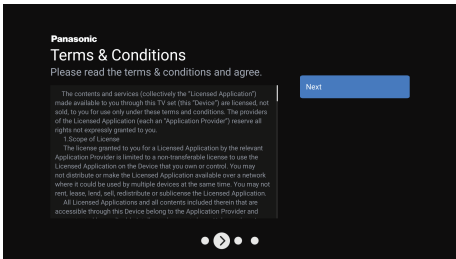 Panasonic
Terms & Conditions
Please read the terms & conditions and agree.
The contents and services (collectively the "Licensed Application")
made available to you through this TV set (this "Device") are licensed, not
sold, to you for use only under these terms and conditions. The providers
of the Licensed Application (each an "Application Provider") reserve all
rights not expressly granted to you.
1.Scope of License
The license granted to you for a Licensed Application by the relevant
Application Provider is limited to a non-transferable license to use the
Licensed Application on the Device that you own or control. You may
not distribute or make the Licensed Application available over a network
where it could be used by multiple devices at the same time. You may not
rent, lease, lend, sell, redistribute or sublicense the Licensed Application.
All Licensed Applications and all contents included therein that are
accessible through this Device belong to the Application Provider and
Next